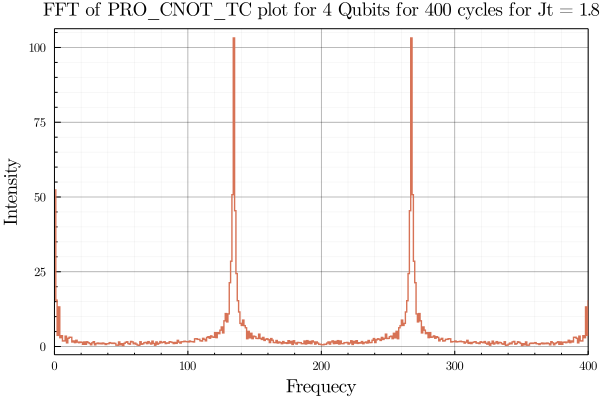 FFT of PRO_CNOT_TC plot for 4 Qubits for 400 cycles for Jt = 1.8
100
75
50
25
0
Intensity
0 100 200 300 400
Frequecy